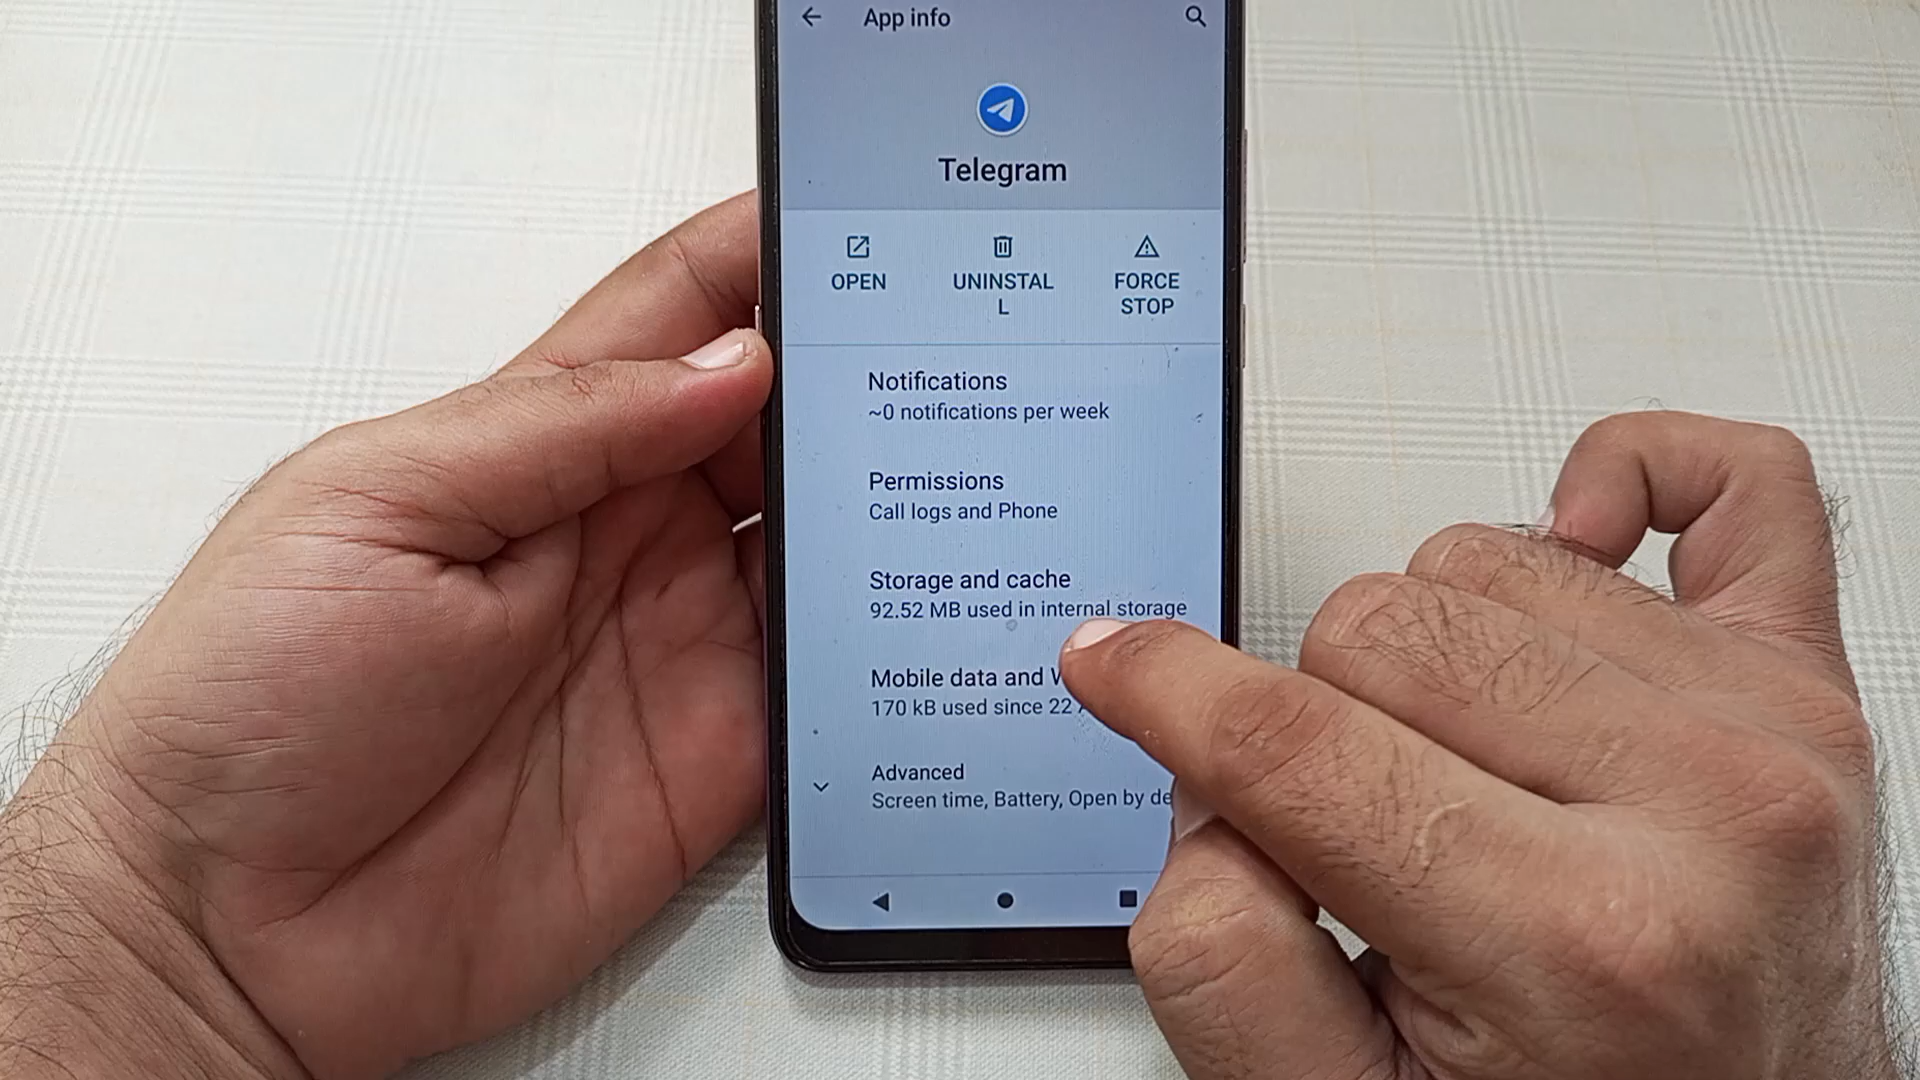 App info
Telegram
OPEN
UNINSTAL
L
FORCE
STOP
Notifications
~0 notifications per week
Permissions
Call logs and Phone
Storage and cache
92.52 MB used in internal storage
Mobile data and
170 kB used since 22
Advanced
Screen time, Battery, Open by de